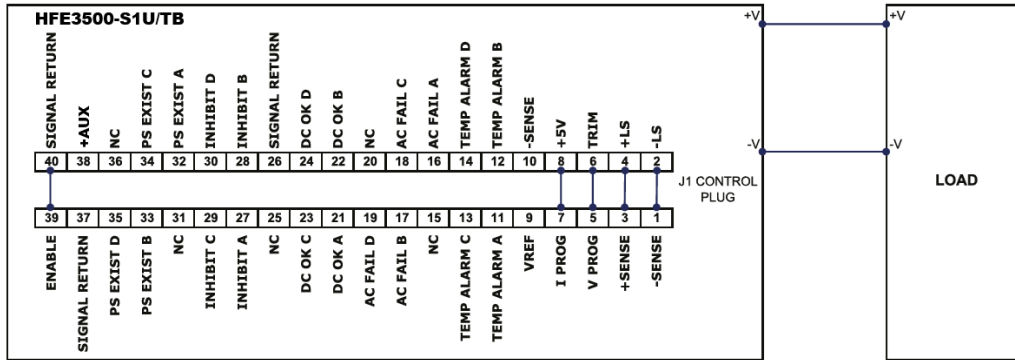 HFE3500-S1U/TB
+V
+V
SIGNAL RETURN
+AUX
NC
PS EXIST C
PS EXIST A
INHIBIT D
INHIBIT B
SIGNAL RETURN
DC OK D
DC OK B
NC
AC FAIL C
AC FAIL A
TEMP ALARM D
TEMP ALARM B
-SENSE
+5V
TRIM
+LS
-LS
-V
-V
40 38 36 34 32 30 28 26 24 22 20 18 16 14 12 10 8 6 4 2
J1 CONTROL
PLUG
LOAD
39 37 35 33 31 29 27 25 23 21 19 17 15 13 11 9 7 5 3 1
ENABLE
SIGNAL RETURN
PS EXIST D
PS EXIST B
NC
INHIBIT C
INHIBIT A
NC
DC OK C
DC OK A
AC FAIL D
AC FAIL B
NC
TEMP ALARM C
TEMP ALARM A
VREF
I PROG
V PROG
+SENSE
-SENSE